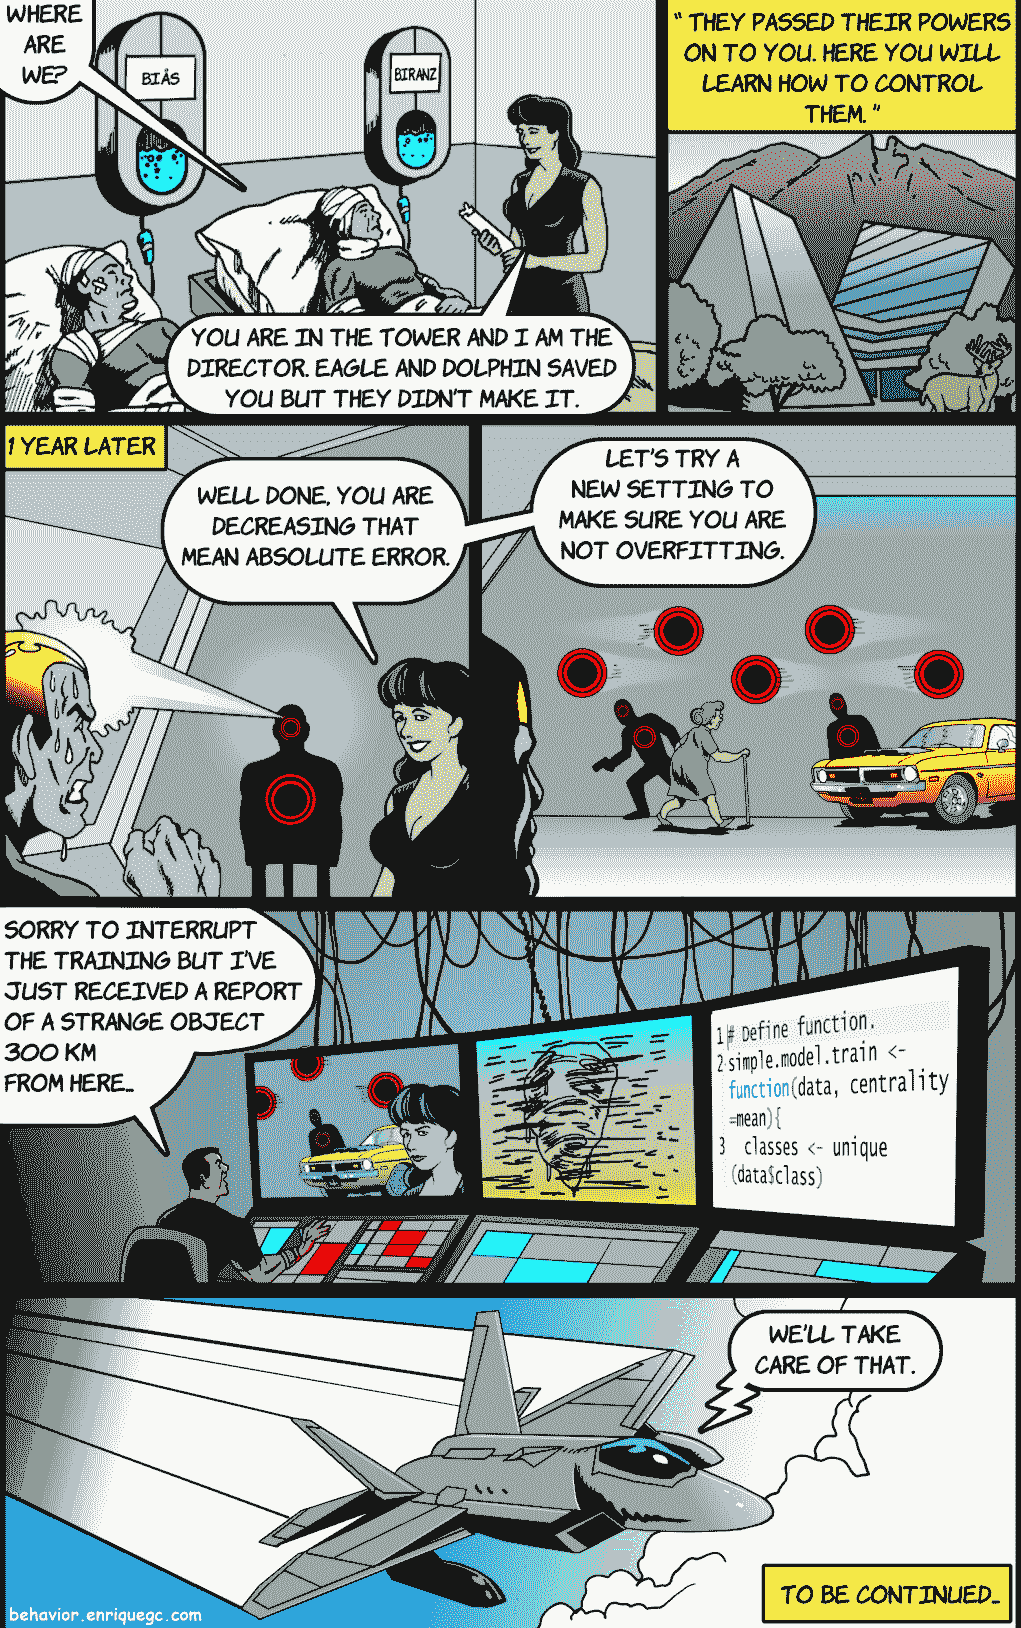 WHERE
ARE
WE?
BIÅS
BIRANZ
YOU ARE IN THE TOWER AND I AM THE
DIRECTOR. EAGLE AND DOLPHIN SAVED
YOU BUT THEY DIDN'T MAKE IT.
" THEY PASSED THEIR POWERS
ON TO YOU. HERE YOU WILL
LEARN HOW TO CONTROL
THEM. "
1 YEAR LATER
WELL DONE, YOU ARE
DECREASING THAT
MEAN ABSOLUTE ERROR.
LET'S TRY A
NEW SETTING TO
MAKE SURE YOU ARE
NOT OVERFITTING.
SORRY TO INTERRUPT
THE TRAINING BUT I'VE
JUST RECEIVED A REPORT
OF A STRANGE OBJECT
300 KM
FROM HERE...
1 # Define function.
2 simple.model.train <-
function(data, centrality
=mean){
3 classes <- unique
(data$class)
WE'LL TAKE
CARE OF THAT.
TO BE CONTINUED...
behavior.enriquegc.com